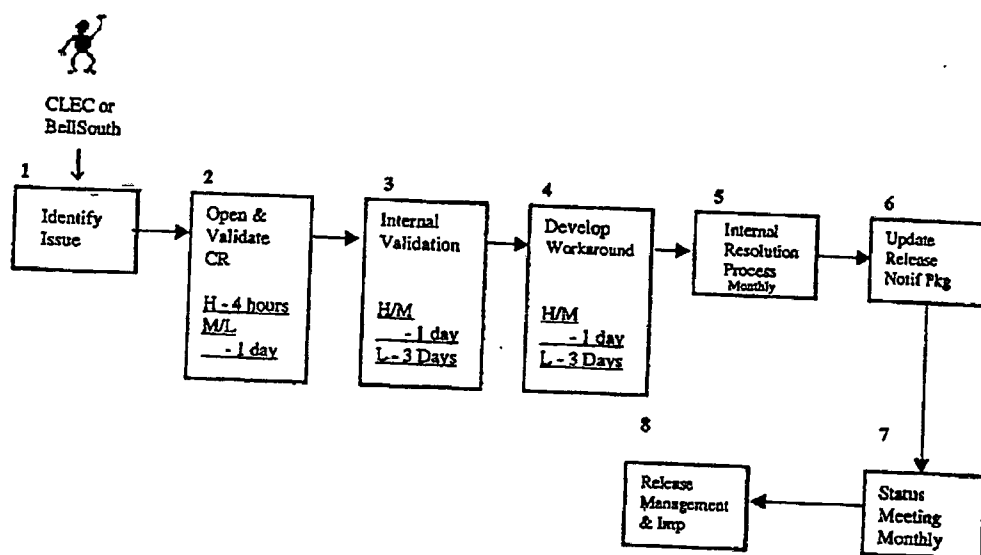 CLEC or
BellSouth
1
Identify
Issue
2
Open &
Validate
CR
H - 4 hours
M/L
- 1 day
3
Internal
Validation
H/M
- 1 day
L - 3 Days
4
Develop
Workaround
H/M
- 1 day
L - 3 Days
5
Internal
Resolution
Process
Monthly
6
Update
Release
Notif Pkg
7
Status
Meeting
Monthly
8
Release
Management
& Imp